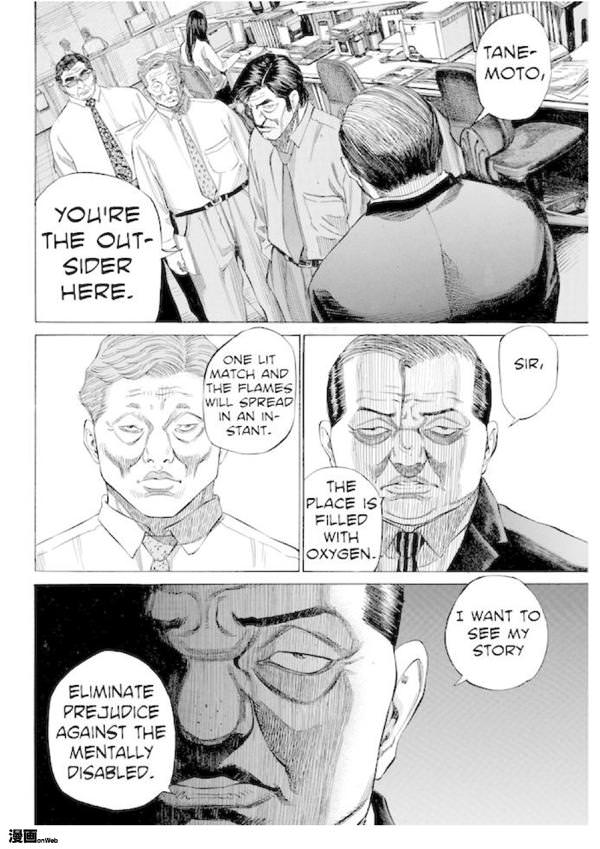 TANE-
MOTO,
YOU'RE
THE OUT-
SIDER
HERE.
SIR,
THE
PLACE IS
FILLED
WITH
OXYGEN.
ONE LIT
MATCH AND
THE FLAMES
WILL SPREAD
IN AN IN-
STANT.
I WANT TO
SEE MY
STORY
ELIMINATE
PREJUDICE
AGAINST THE
MENTALLY
DISABLED.
漫画onWeb